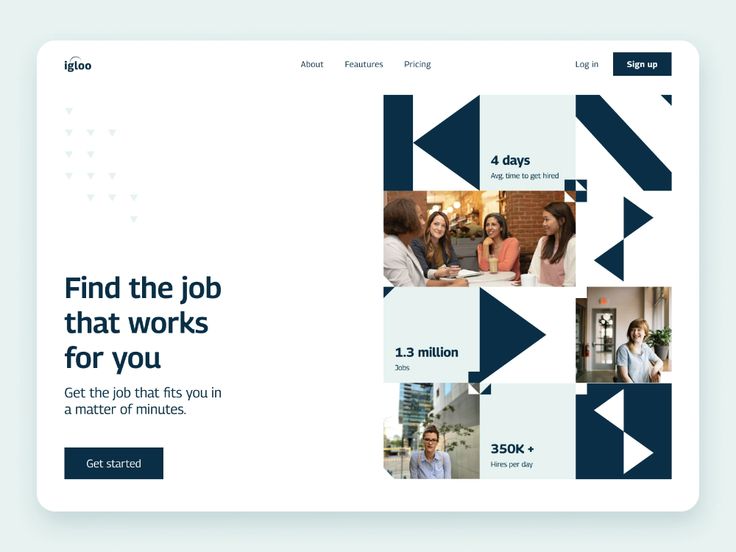 igloo
About
Feautures
Pricing
Log in
Sign up
Find the job
that works
for you
Get the job that fits you in
a matter of minutes.
Get started
4 days
Avg. time to get hired
1.3 million
Jobs
350K +
Hires per day